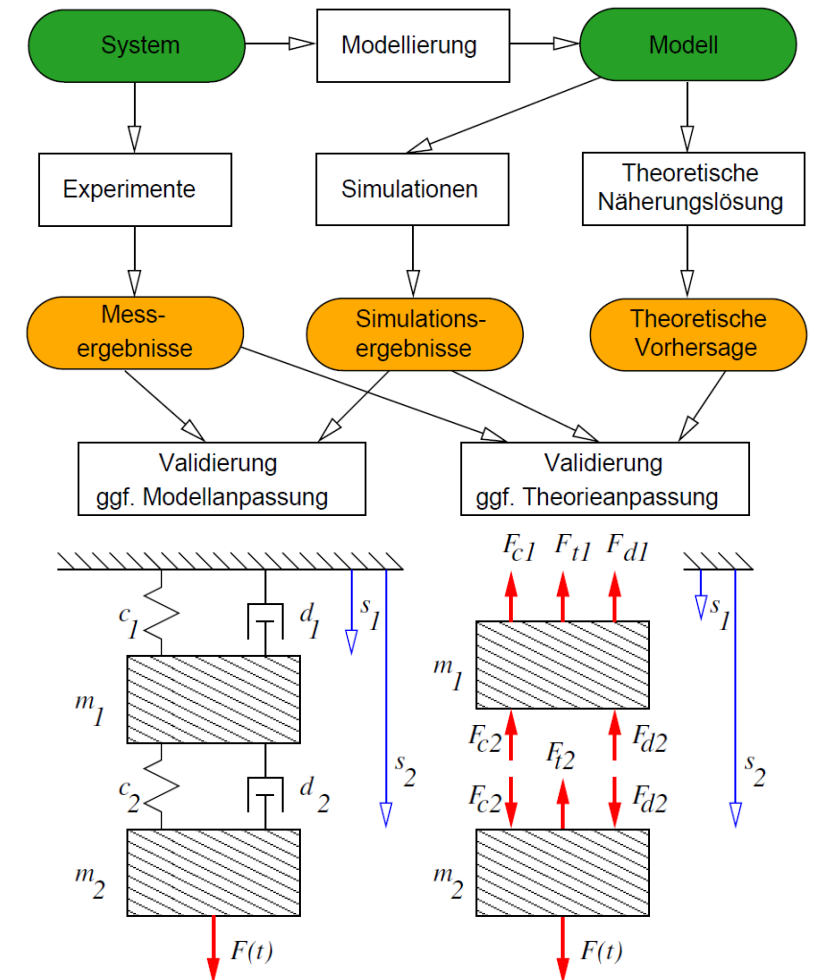 System
Modellierung
Modell
Experimente
Simulationen
Theoretische
Näherungslösung
Mess-
ergebnisse
Simulations-
ergebnisse
Theoretische
Vorhersage
Validierung
ggf. Modellanpassung
Validierung
ggf. Theorieanpassung
c1
d1
s1
m1
c2
d2
s2
m2
F(t)
Fc1
Ft1
Fd1
s1
m1
Fc2
Fd2
Ft2
s2
Fc2
Fd2
m2
F(t)